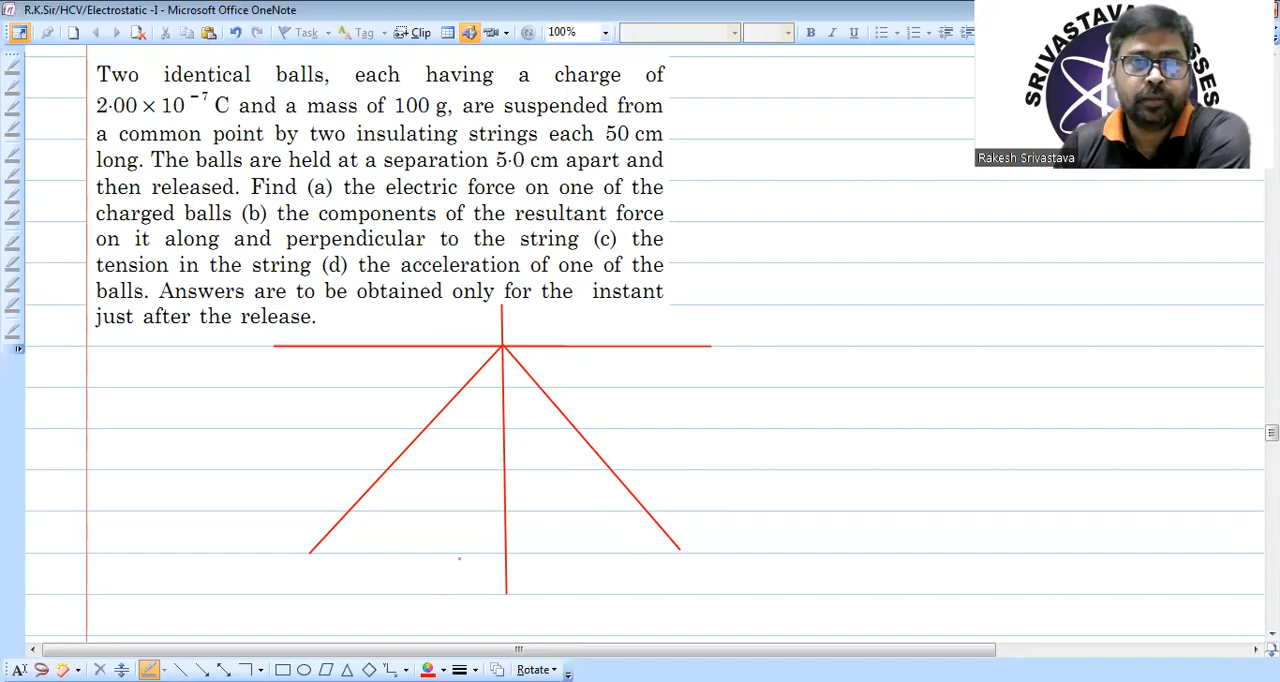 R.K.Sir/HCV/Electrostatic -I - Microsoft Office OneNote
Task
Tag
Clip
100%
B I U
Two identical balls, each having a charge of
2·00 × 10⁻⁷ C and a mass of 100 g, are suspended from
a common point by two insulating strings each 50 cm
long. The balls are held at a separation 5·0 cm apart and
then released. Find (a) the electric force on one of the
charged balls (b) the components of the resultant force
on it along and perpendicular to the string (c) the
tension in the string (d) the acceleration of one of the
balls. Answers are to be obtained only for the instant
just after the release.
SRIVASTAVA
SSES
Rakesh Srivastava
Rotate